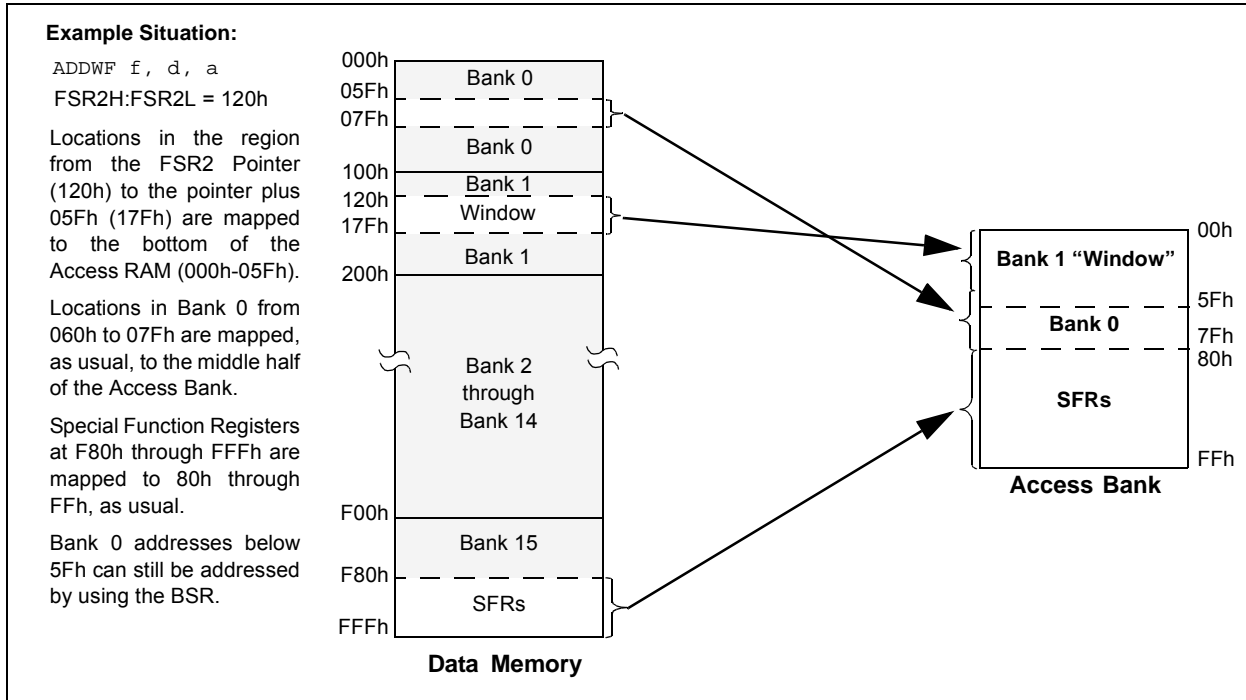 Example Situation:
ADDWF f, d, a
FSR2H:FSR2L = 120h
Locations in the region
from the FSR2 Pointer
(120h) to the pointer plus
05Fh (17Fh) are mapped
to the bottom of the
Access RAM (000h-05Fh).
Locations in Bank 0 from
060h to 07Fh are mapped,
as usual, to the middle half
of the Access Bank.
Special Function Registers
at F80h through FFFh are
mapped to 80h through
FFh, as usual.
Bank 0 addresses below
5Fh can still be addressed
by using the BSR.
000h
Bank 0
05Fh
07Fh
Bank 0
100h
Bank 1
120h
Window
17Fh
Bank 1
200h
Bank 2
through
Bank 14
F00h
Bank 15
F80h
SFRs
FFFh
Data Memory
00h
Bank 1 “Window”
5Fh
Bank 0
7Fh
80h
SFRs
FFh
Access Bank